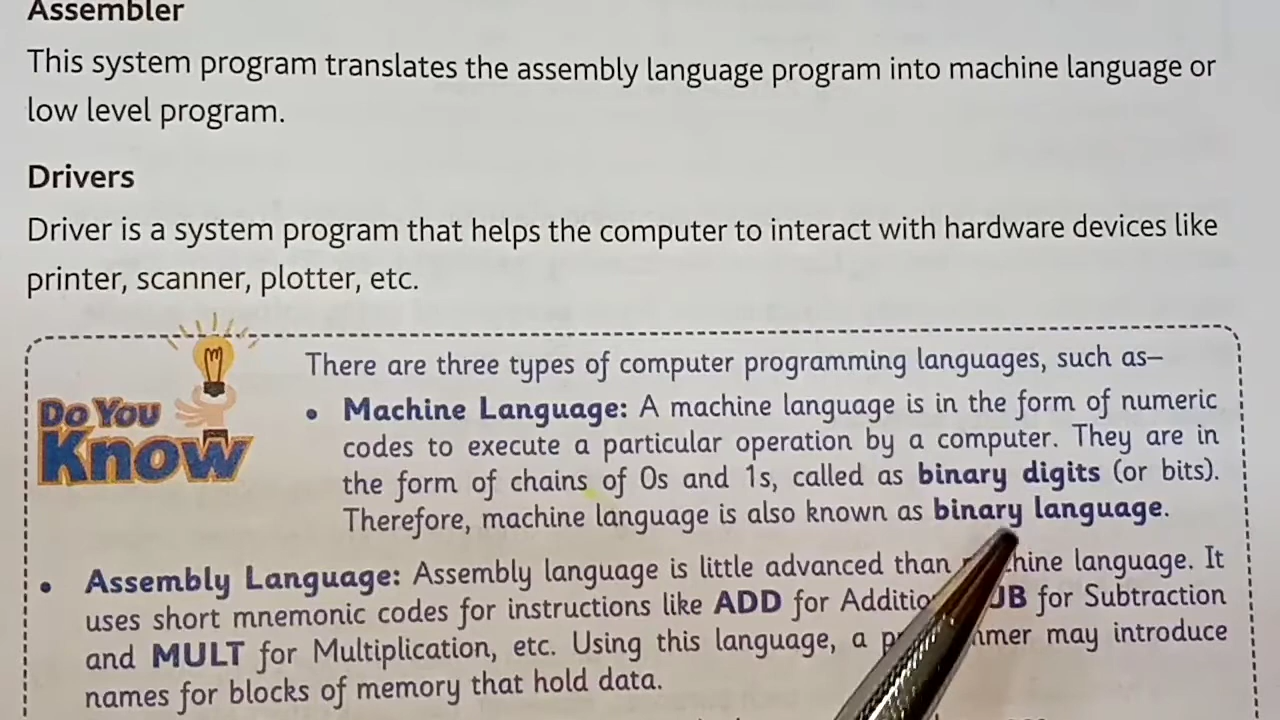 Assembler
This system program translates the assembly language program into machine language or
low level program.
Drivers
Driver is a system program that helps the computer to interact with hardware devices like
printer, scanner, plotter, etc.
Do You
Know
There are three types of computer programming languages, such as–
• Machine Language: A machine language is in the form of numeric
codes to execute a particular operation by a computer. They are in
the form of chains of 0s and 1s, called as binary digits (or bits).
Therefore, machine language is also known as binary language.
• Assembly Language: Assembly language is little advanced than language. It
uses short mnemonic codes for instructions like ADD for for Subtraction
and MULT for Multiplication, etc. Using this language, a may introduce
names for blocks of memory that hold data.